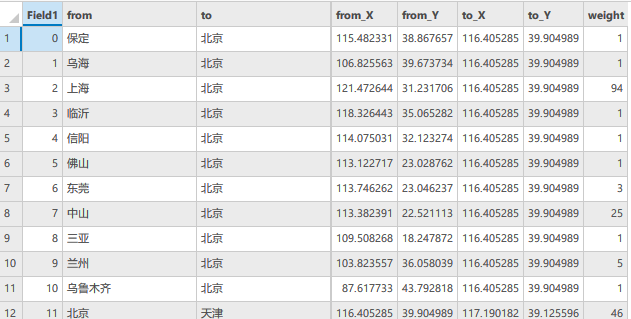 Field1 from to from_X from_Y to_X to_Y weight
1 0 保定 北京 115.482331 38.867657 116.405285 39.904989 1
2 1 乌海 北京 106.825563 39.673734 116.405285 39.904989 1
3 2 上海 北京 121.472644 31.231706 116.405285 39.904989 94
4 3 临沂 北京 118.326443 35.065282 116.405285 39.904989 1
5 4 信阳 北京 114.075031 32.123274 116.405285 39.904989 1
6 5 佛山 北京 113.122717 23.028762 116.405285 39.904989 1
7 6 东莞 北京 113.746262 23.046237 116.405285 39.904989 3
8 7 中山 北京 113.382391 22.521113 116.405285 39.904989 25
9 8 三亚 北京 109.508268 18.247872 116.405285 39.904989 1
10 9 兰州 北京 103.823557 36.058039 116.405285 39.904989 5
11 10 乌鲁木齐 北京 87.617733 43.792818 116.405285 39.904989 1
12 11 北京 天津 116.405285 39.904989 117.190182 39.125596 46